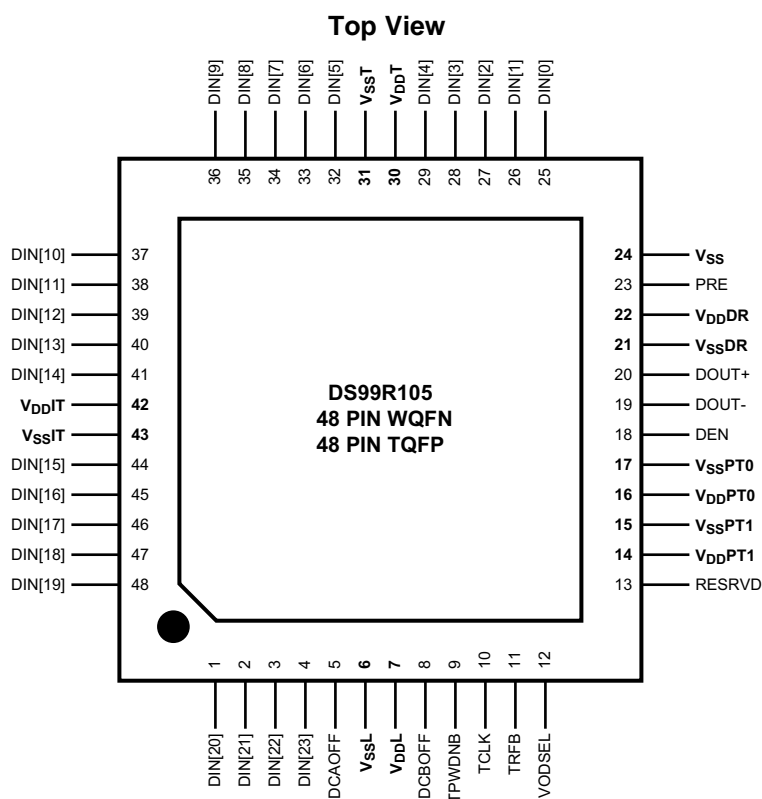 Top View
DIN[9]
DIN[8]
DIN[7]
DIN[6]
DIN[5]
VSST
VDDT
DIN[4]
DIN[3]
DIN[2]
DIN[1]
DIN[0]
36
35
34
33
32
31
30
29
28
27
26
25
DIN[10] 37
DIN[11] 38
DIN[12] 39
DIN[13] 40
DIN[14] 41
VDDIT 42
VSSIT 43
DIN[15] 44
DIN[16] 45
DIN[17] 46
DIN[18] 47
DIN[19] 48
DS99R105
48 PIN WQFN
48 PIN TQFP
24 VSS
23 PRE
22 VDDDR
21 VSSDR
20 DOUT+
19 DOUT-
18 DEN
17 VSSPT0
16 VDDPT0
15 VSSPT1
14 VDDPT1
13 RESRVD
1
2
3
4
5
6
7
8
9
10
11
12
DIN[20]
DIN[21]
DIN[22]
DIN[23]
DCAOFF
VSSL
VDDL
DCBOFF
TPWDNB
TCLK
TRFB
VODSEL